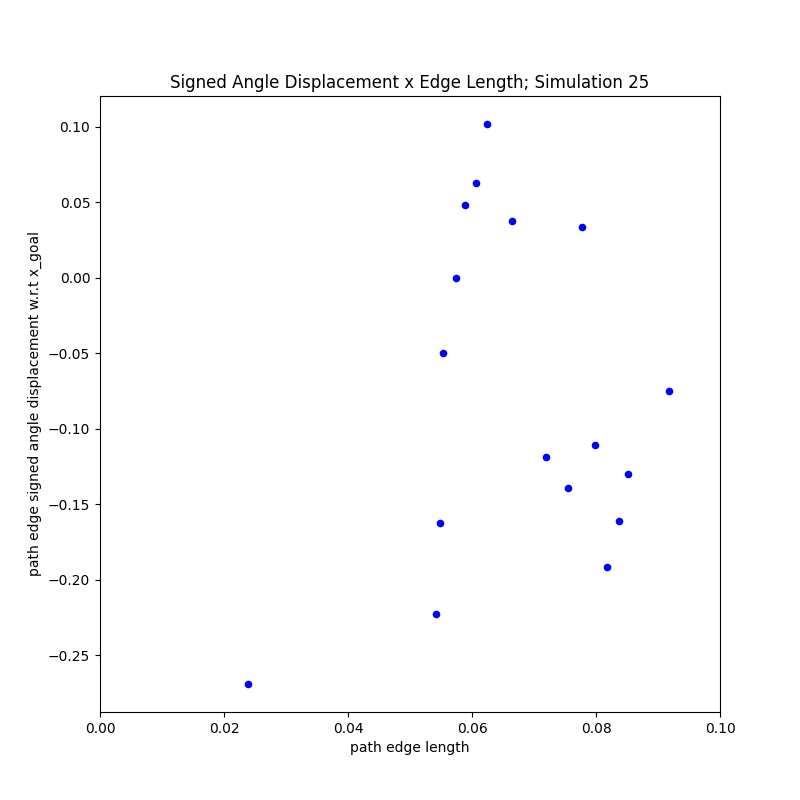 Signed Angle Displacement x Edge Length; Simulation 25
path edge signed angle displacement w.r.t x_goal
0.10
0.05
0.00
−0.05
−0.10
−0.15
−0.20
−0.25
0.00 0.02 0.04 0.06 0.08 0.10
path edge length